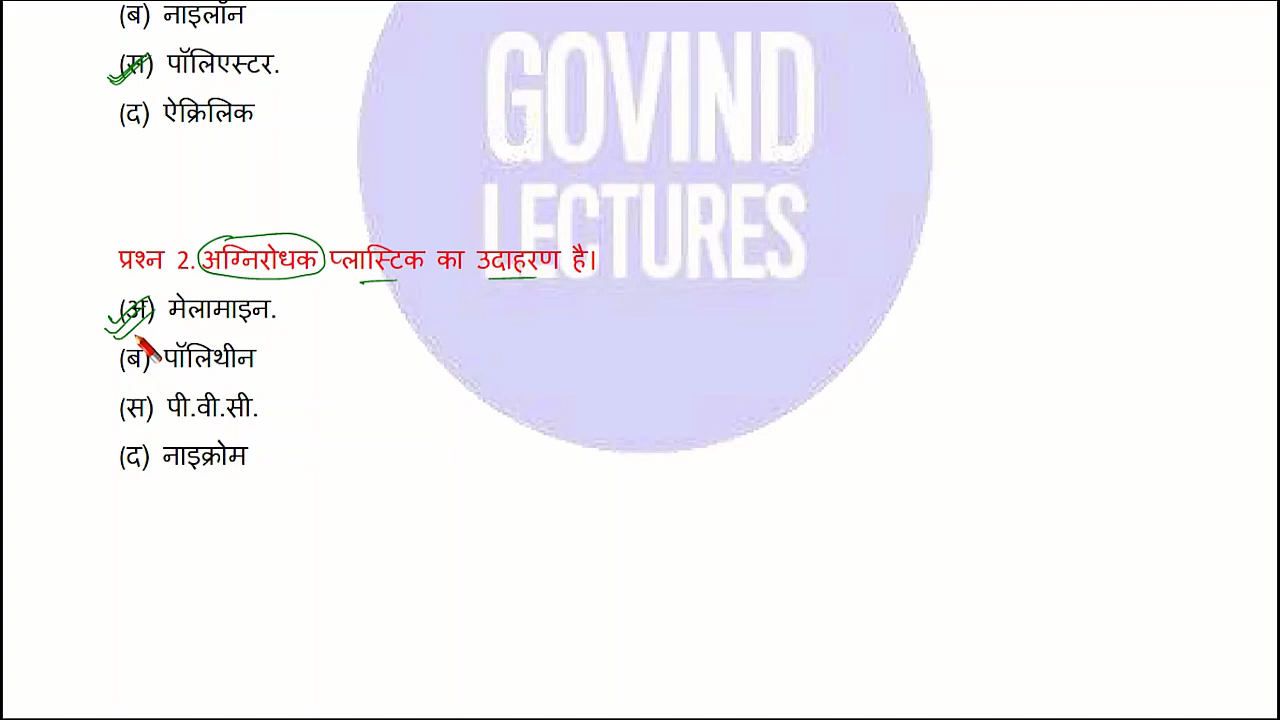 (ब) नाइलॉन
(स) पॉलिएस्टर.
(द) ऐक्रिलिक
GOVIND
LECTURES
प्रश्न 2. अग्निरोधक प्लास्टिक का उदाहरण है।
(अ) मेलामाइन.
(ब) पॉलिथीन
(स) पी.वी.सी.
(द) नाइक्रोम